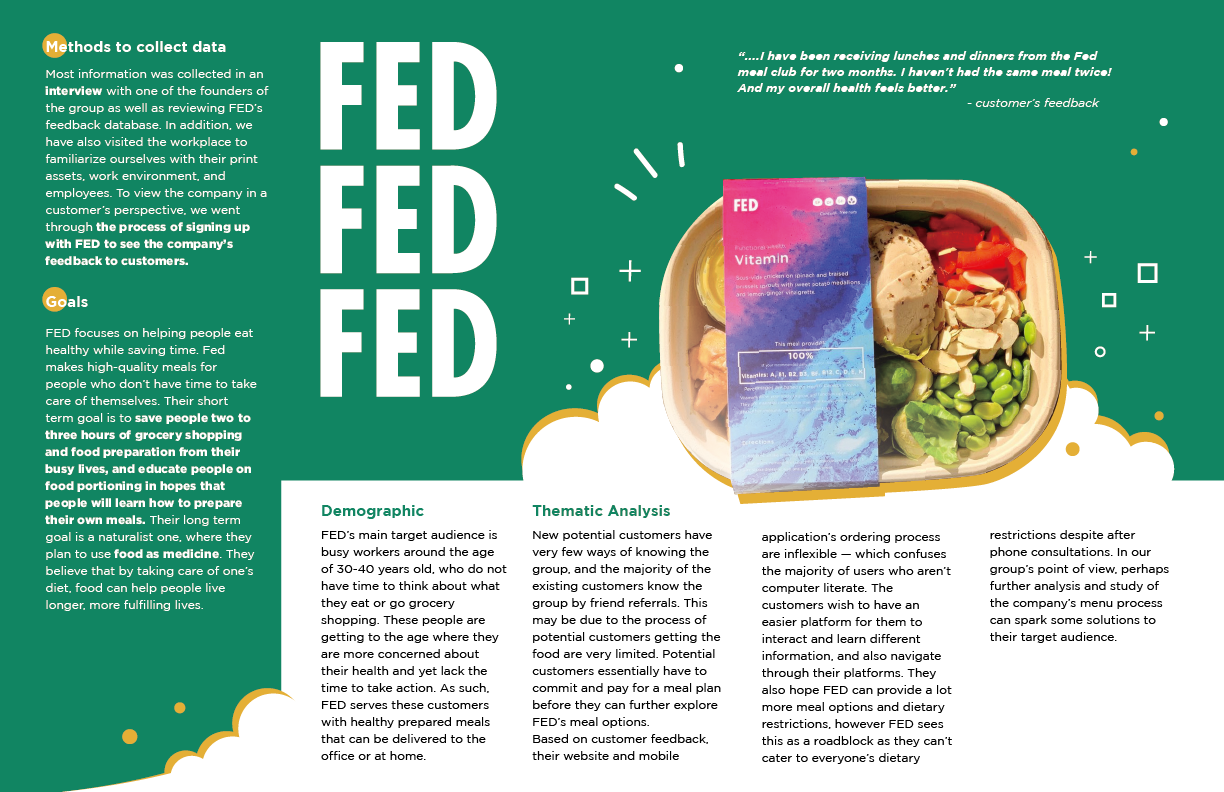 Methods to collect data
Most information was collected in an
interview with one of the founders of
the group as well as reviewing FED's
feedback database. In addition, we
have also visited the workplace to
familiarize ourselves with their print
assets, work environment, and
employees. To view the company in a
customer's perspective, we went
through the process of signing up
with FED to see the company's
feedback to customers.
Goals
FED focuses on helping people eat
healthy while saving time. Fed
makes high-quality meals for
people who don't have time to take
care of themselves. Their short
term goal is to save people two to
three hours of grocery shopping
and food preparation from their
busy lives, and educate people on
food portioning in hopes that
people will learn how to prepare
their own meals. Their long term
goal is a naturalist one, where they
plan to use food as medicine. They
believe that by taking care of one's
diet, food can help people live
longer, more fulfilling lives.
FED
FED
FED
“....I have been receiving lunches and dinners from the Fed
meal club for two months. I haven't had the same meal twice!
And my overall health feels better.”
- customer's feedback
FED
Vitamin
Sous-vide chicken on spinach and braised
brussels sprouts with sweet potato medallions
and lemon ginger vinaigrette.
This meal provides
100%
Vitamins: A, B1, B2, B3, B6, B12, C, D, E, K
Demographic
FED's main target audience is
busy workers around the age
of 30-40 years old, who do not
have time to think about what
they eat or go grocery
shopping. These people are
getting to the age where they
are more concerned about
their health and yet lack the
time to take action. As such,
FED serves these customers
with healthy prepared meals
that can be delivered to the
office or at home.
Thematic Analysis
New potential customers have
very few ways of knowing the
group, and the majority of the
existing customers know the
group by friend referrals. This
may be due to the process of
potential customers getting the
food are very limited. Potential
customers essentially have to
commit and pay for a meal plan
before they can further explore
FED's meal options.
Based on customer feedback,
their website and mobile
application's ordering process
are inflexible — which confuses
the majority of users who aren't
computer literate. The
customers wish to have an
easier platform for them to
interact and learn different
information, and also navigate
through their platforms. They
also hope FED can provide a lot
more meal options and dietary
restrictions, however FED sees
this as a roadblock as they can't
cater to everyone's dietary
restrictions despite after
phone consultations. In our
group's point of view, perhaps
further analysis and study of
the company's menu process
can spark some solutions to
their target audience.